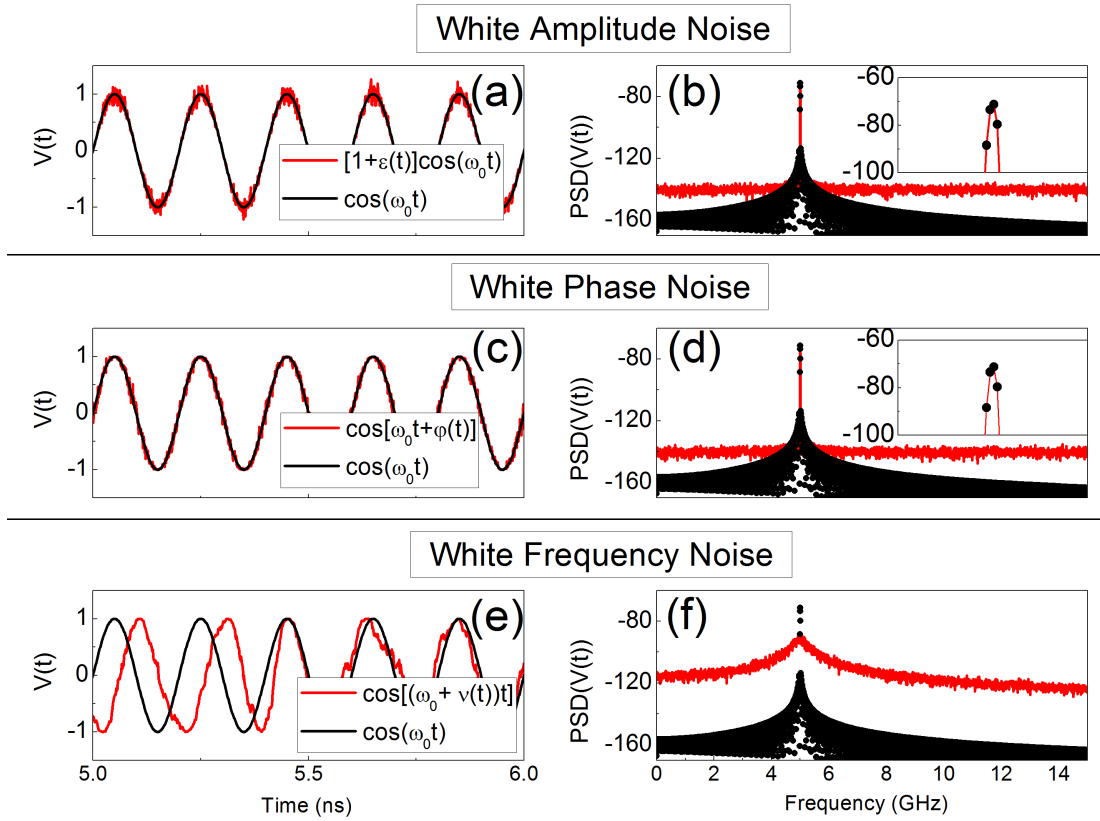 White Amplitude Noise
(a)
V(t)
1
0
-1
[1+ε(t)]cos(ω₀t)
cos(ω₀t)
(b)
PSD(V(t))
-80
-120
-160
-60
-80
-100
White Phase Noise
(c)
V(t)
1
0
-1
cos[ω₀t+φ(t)]
cos(ω₀t)
(d)
PSD(V(t))
-80
-120
-160
-60
-80
-100
White Frequency Noise
(e)
V(t)
1
0
-1
cos[(ω₀ + ν(t))t]
cos(ω₀t)
5.0 5.5 6.0
Time (ns)
(f)
PSD(V(t))
-80
-120
-160
0 2 4 6 8 10 12 14
Frequency (GHz)